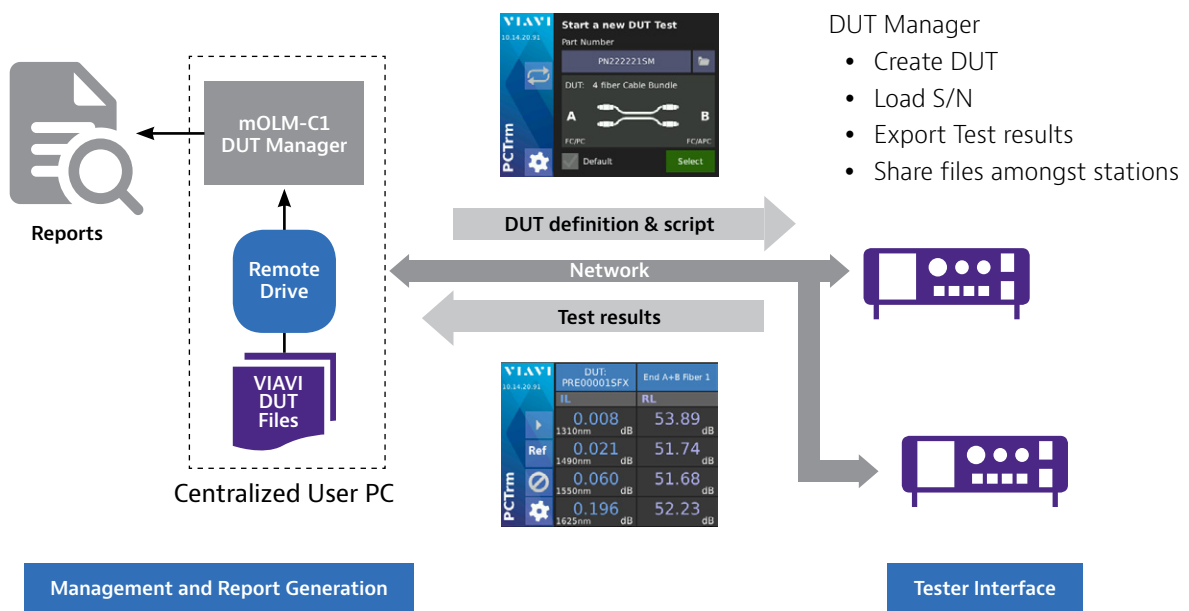 VIAVI
10.14.20.91
PCTrm
Start a new DUT Test
Part Number
PN222221SM
DUT: 4 fiber Cable Bundle
A
B
FC/PC
FC/APC
Default
Select
DUT Manager
• Create DUT
• Load S/N
• Export Test results
• Share files amongst stations
mOLM-C1
DUT Manager
Reports
Remote
Drive
VIAVI
DUT
Files
Centralized User PC
DUT definition & script
Network
Test results
VIAVI
10.14.20.91
Ref
PCTrm
DUT:
PRE00001SFX
End A+B Fiber 1
IL
RL
0.008
53.89
1310nm dB
dB
0.021
51.74
1490nm dB
dB
0.060
51.68
1550nm dB
dB
0.196
52.23
1625nm dB
dB
Management and Report Generation
Tester Interface